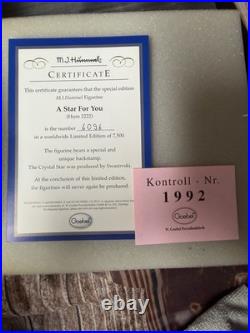 M.J. Hummel
CERTIFICATE
This certificate guarantees that the special edition
M.I.Hummel Figurine
A Star For You
(Hum 2222)
is the number 6096
in a worldwide Limited Edition of 7,500
The figurine bears a special and
unique backstamp.
The Crystal Star was produced by Swarovski.
At the conclusion of this limited edition,
the figurines will never again be produced.
Goebel
Kontroll - Nr.
1992
Goebel
W. Goebel Porzellanfabrik